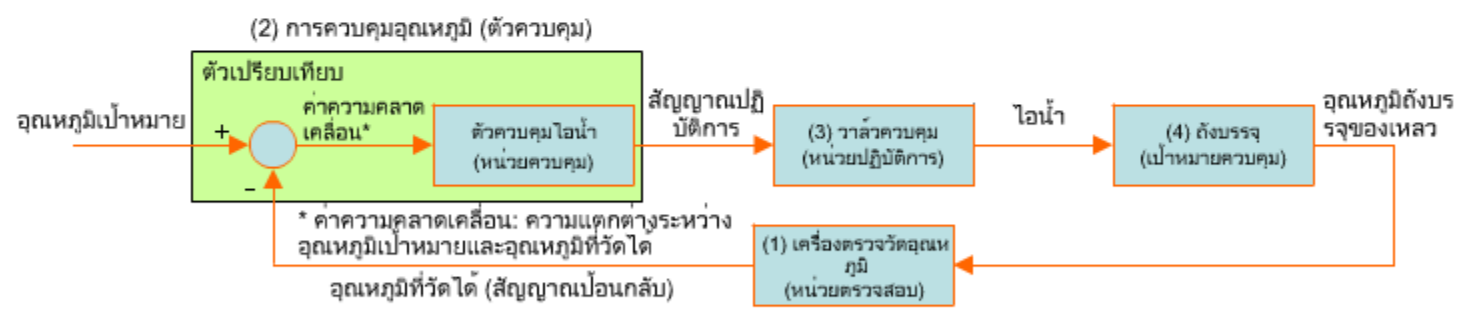 (2) การควบคุมอุณหภูมิ (ตัวควบคุม)
ตัวเปรียบเทียบ
อุณหภูมิเป้าหมาย
+
−
ค่าความคลาด
เคลื่อน*
ตัวควบคุมไอน้ำ
(หน่วยควบคุม)
สัญญาณปฏิ
บัติการ
(3) วาล์วควบคุม
(หน่วยปฏิบัติการ)
ไอน้ำ
(4) ถังบรรจุ
(เป้าหมายควบคุม)
อุณหภูมิถังบร
รจุของเหลว
* ค่าความคลาดเคลื่อน: ความแตกต่างระหว่าง
อุณหภูมิเป้าหมายและอุณหภูมิที่วัดได้
(1) เครื่องตรวจวัดอุณห
ภูมิ
(หน่วยตรวจสอบ)
อุณหภูมิที่วัดได้ (สัญญาณป้อนกลับ)